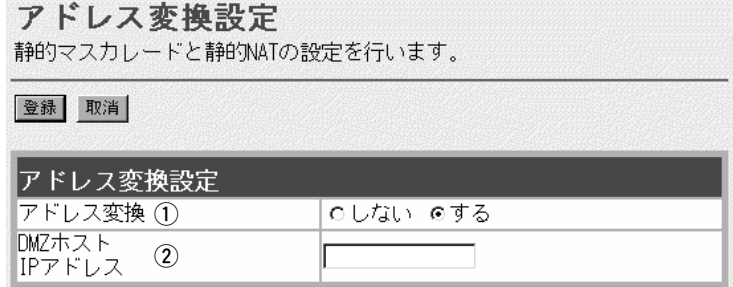 アドレス変換設定
静的マスカレードと静的NATの設定を行います。
登録 取消
アドレス変換設定
アドレス変換 ① しない する
DMZホスト
IPアドレス ②